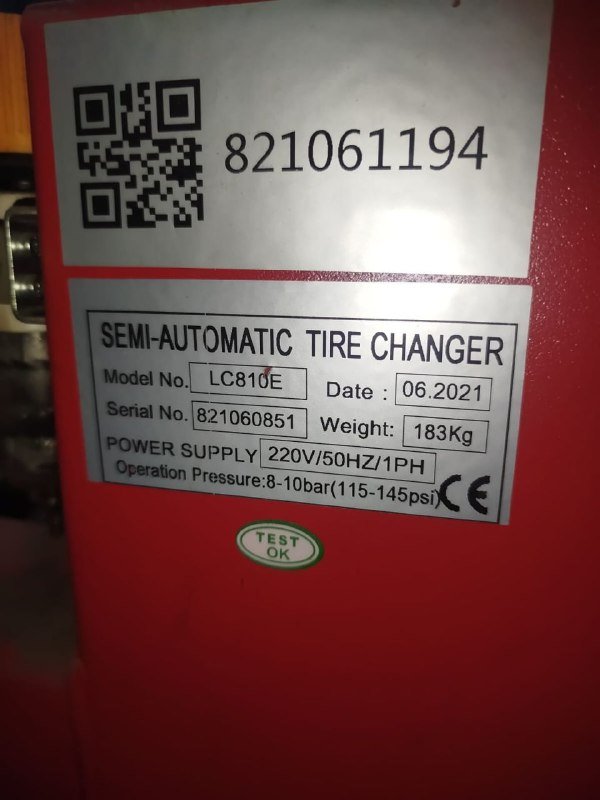 821061194
SEMI-AUTOMATIC TIRE CHANGER
Model No. LC810E Date : 06.2021
Serial No. 821060851 Weight: 183Kg
POWER SUPPLY 220V/50HZ/1PH
Operation Pressure:8-10bar(115-145psi) CE
TEST
OK